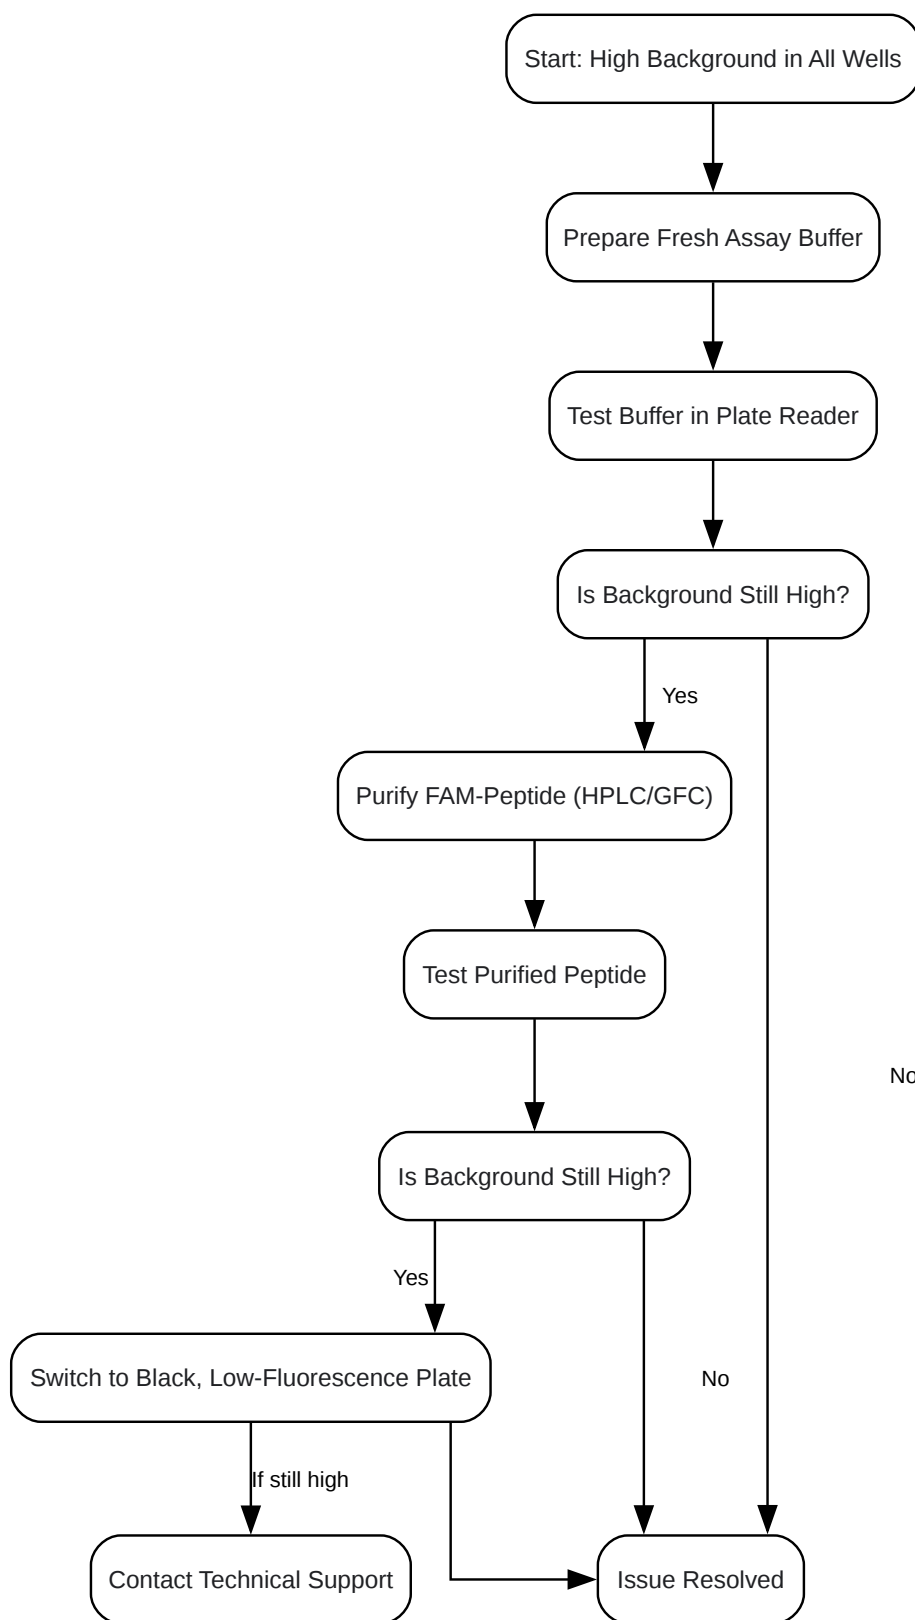 Start: High Background in All Wells
Prepare Fresh Assay Buffer
Test Buffer in Plate Reader
Is Background Still High?
Yes
Purify FAM-Peptide (HPLC/GFC)
Test Purified Peptide
No
Is Background Still High?
Yes
Switch to Black, Low-Fluorescence Plate
No
If still high
Contact Technical Support
Issue Resolved